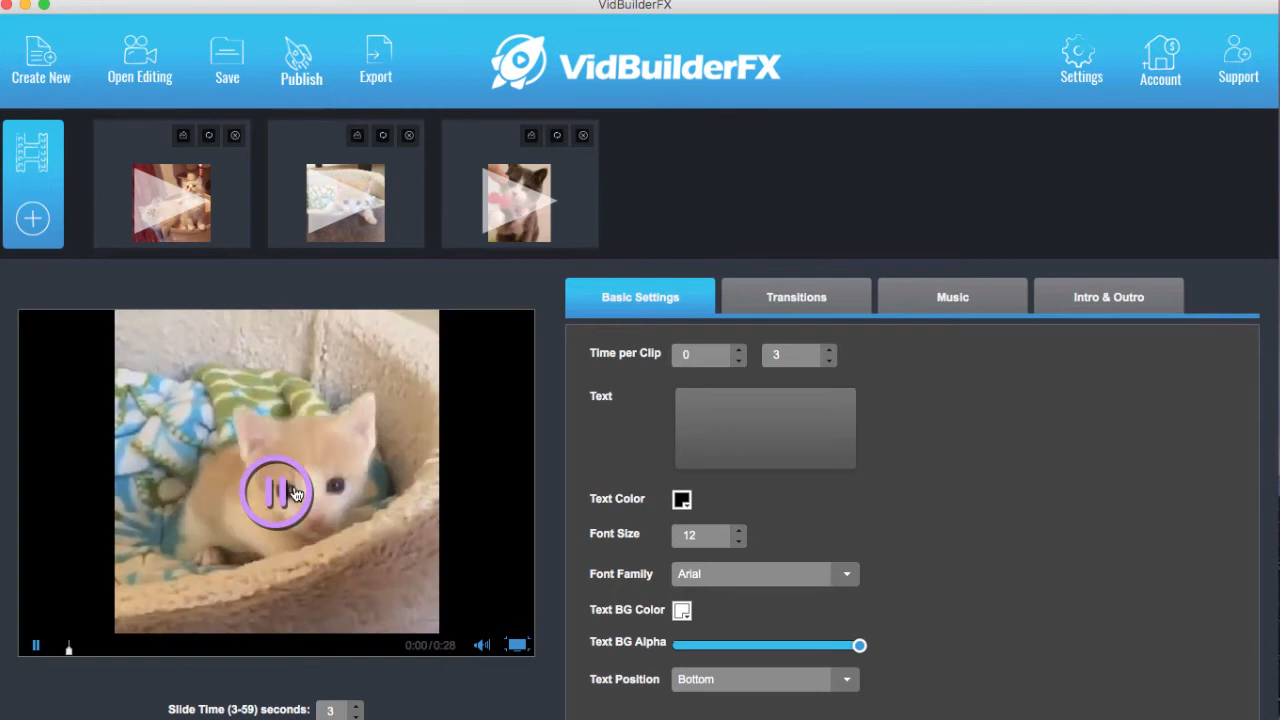 VidBuilderFX
Create New
Open Editing
Save
Publish
Export
VidBuilderFX
Settings
Account
Support
Basic Settings
Transitions
Music
Intro & Outro
Time per Clip 0 3
Text
Text Color
Font Size 12
Font Family Arial
Text BG Color
Text BG Alpha
Text Position Bottom
0:00/0:28
Slide Time (3-59) seconds: 3